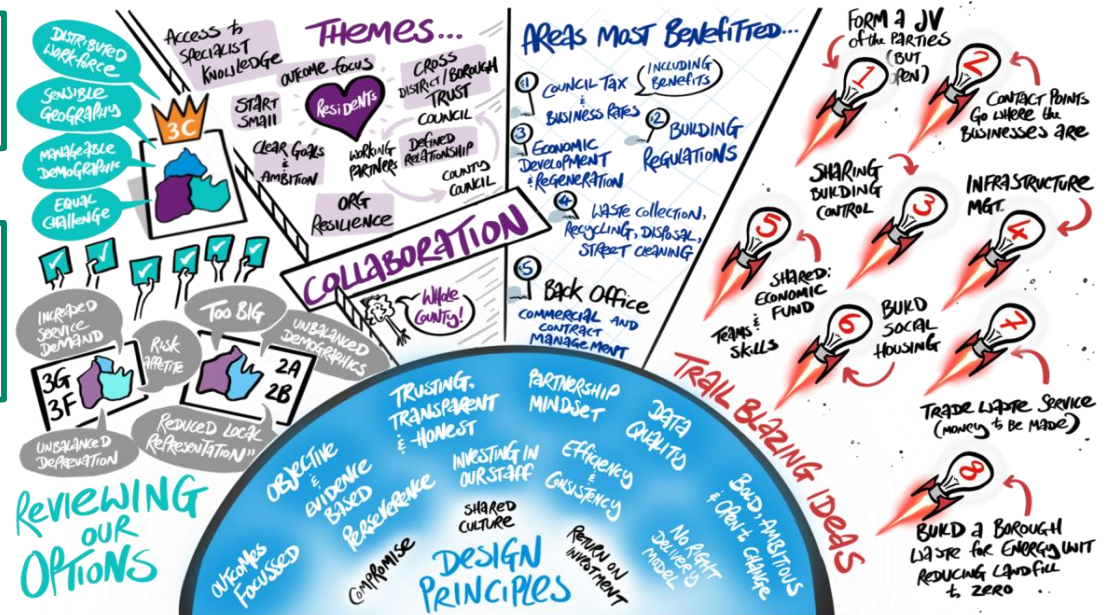 DISTRIBUTED
WORKFORCE
SENSIBLE
GEOGRAPHY
MANAGEABLE
DEMOGRAPHIC
EQUAL
CHALLENGE
3C
INCREASED
SERVICE
DEMAND
TOO BIG
UNBALANCED
DEMOGRAPHICS
RISK
APPETITE
3G
3F
2A
2B
UNBALANCED
DEPREVATION
REDUCED LOCAL
REPRESENTATION"
REVIEWING
OUR
OPTIONS
THEMES...
ACCESS to
SPECIALIST
KNOWLEDGE
OUTCOME FOCUS
CROSS
DISTRICT/BOROUGH
TRUST
COUNCIL
START
SMALL
RESIDENTS
CLEAR GOALS
&
AMBITION
WORKING
PARTNERS
DEFINED
RELATIONSHIP
COUNTY
COUNCIL
ORG
RESILIENCE
COLLABORATION
WHOLE
COUNTY!
AREAS MOST BENEFITTED...
1
COUNCIL TAX
&
BUSINESS RATES
INCLUDING
BENEFITS
2
BUILDING
REGULATIONS
3
ECONOMIC
DEVELOPMENT
& REGENERATION
4
WASTE COLLECTION,
RECYCLING, DISPOSAL,
STREET CLEANING
5
BACK OFFICE
COMMERCIAL AND
CONTRACT
MANAGEMENT
TRAIL BLAZING IDEAS
FORM a JV
of the PARTIES
(BUT
OPEN)
1
2
CONTACT POINTS
GO WHERE the
BUSINESSES ARE
SHARING
BUILDING
CONTROL
3
INFRASTRUCTURE
MGT.
4
5
SHARED:
ECONOMIC
FUND
TEAMS &
SKILLS
6
BUILD
SOCIAL
HOUSING
7
TRADE WASTE SERVICE
(MONEY to BE MADE)
8
BUILD a BOROUGH
WASTE for ENERGY UNIT
REDUCING LANDFILL
to ZERO
TRUSTING,
TRANSPARENT
& HONEST
PARTNERSHIP
MINDSET
DATA
QUALITY
OBJECTIVE
&
EVIDENCE
BASED
INVESTING IN
OUR STAFF
EFFICIENCY
&
CONSISTENCY
PERSEVERENCE
BOLD, AMBITIOUS
& OPEN to CHANGE
OUTCOMES
FOCUSSED
COMPROMISE
SHARED
CULTURE
RETURN ON
INVESTMENT
NO RIGHT
DELIVERY
MODEL
DESIGN
PRINCIPLES